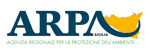 ARPA
SICILIA
AGENZIA REGIONALE PER LA PROTEZIONE DELL'AMBIENTE